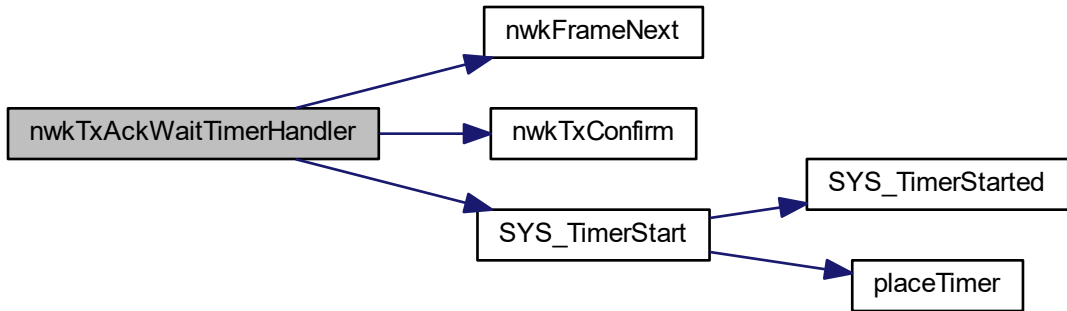 nwkFrameNext
nwkTxAckWaitTimerHandler
nwkTxConfirm
SYS_TimerStarted
SYS_TimerStart
placeTimer